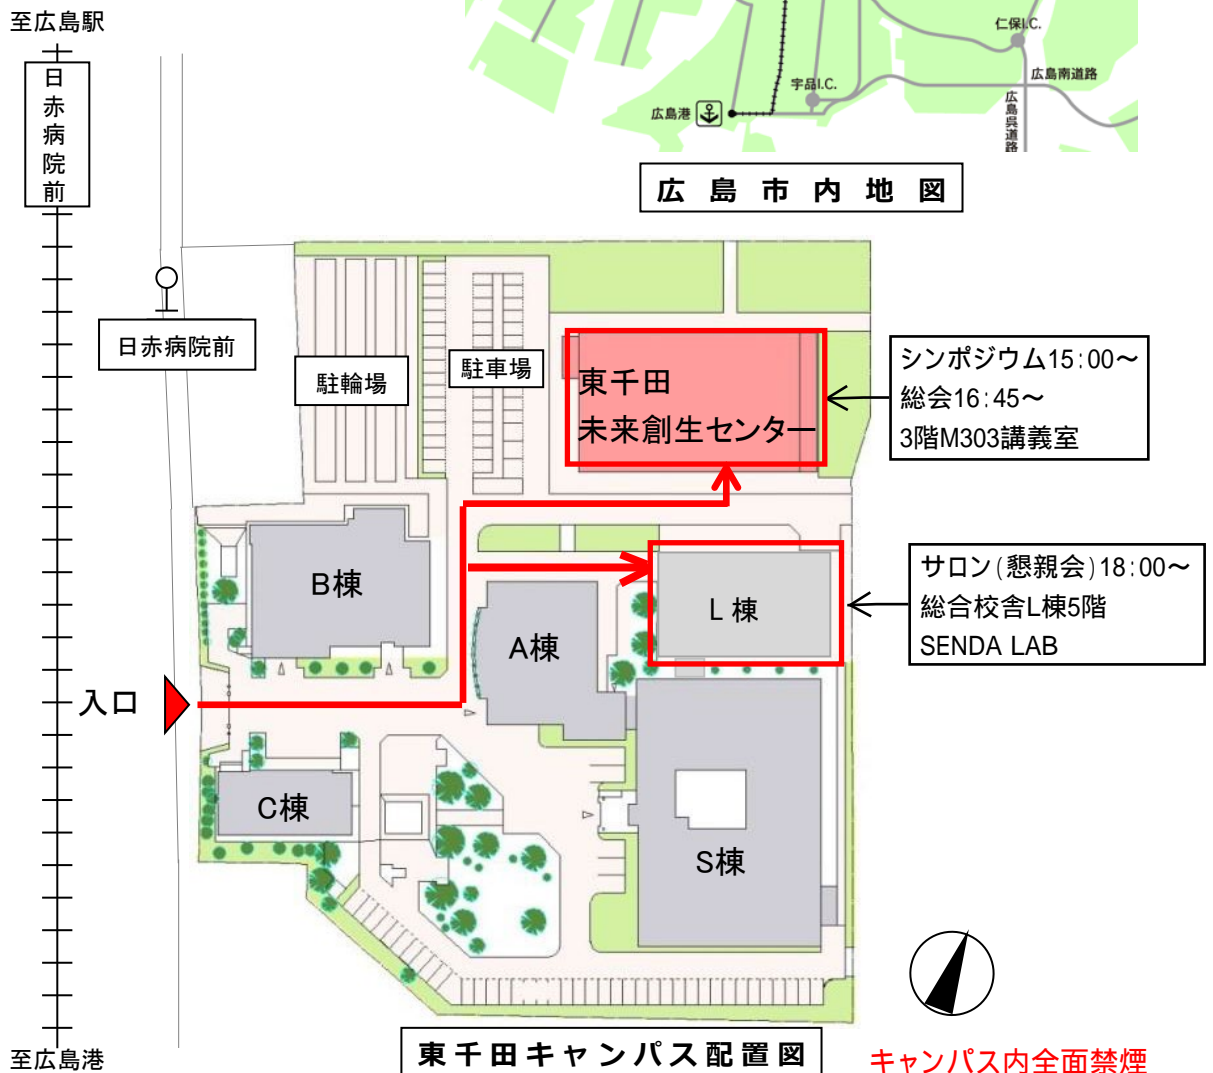 至広島駅
日赤病院前
仁保I.C.
広島南道路
宇品I.C.
広島港
広島呉道路
広島市内地図
日赤病院前
駐輪場
駐車場
東千田
未来創生センター
シンポジウム15:00～
総会16:45～
3階M303講義室
B棟
A棟
L棟
サロン(懇親会)18:00～
総合校舎L棟5階
SENDA LAB
入口
C棟
S棟
至広島港
東千田キャンパス配置図
キャンパス内全面禁煙